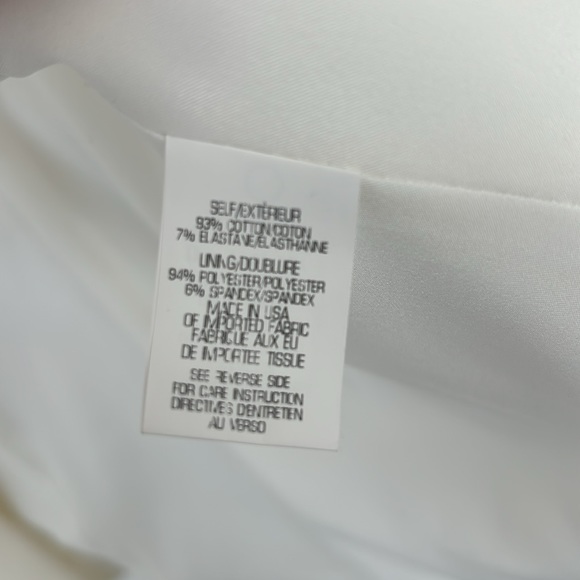 SELF/EXTÉRIEUR
93% COTTON/COTON
7% ELASTANE/ELASTHANNE
LINING/DOUBLURE
94% POLYESTER/POLYESTER
6% SPANDEX/SPANDEX
MADE IN USA
OF IMPORTED FABRIC
FABRIQUE AUX EU
DE IMPORTEE TISSUE
SEE REVERSE SIDE
FOR CARE INSTRUCTION
DIRECTIVES D'ENTRETEN
AU VERSO